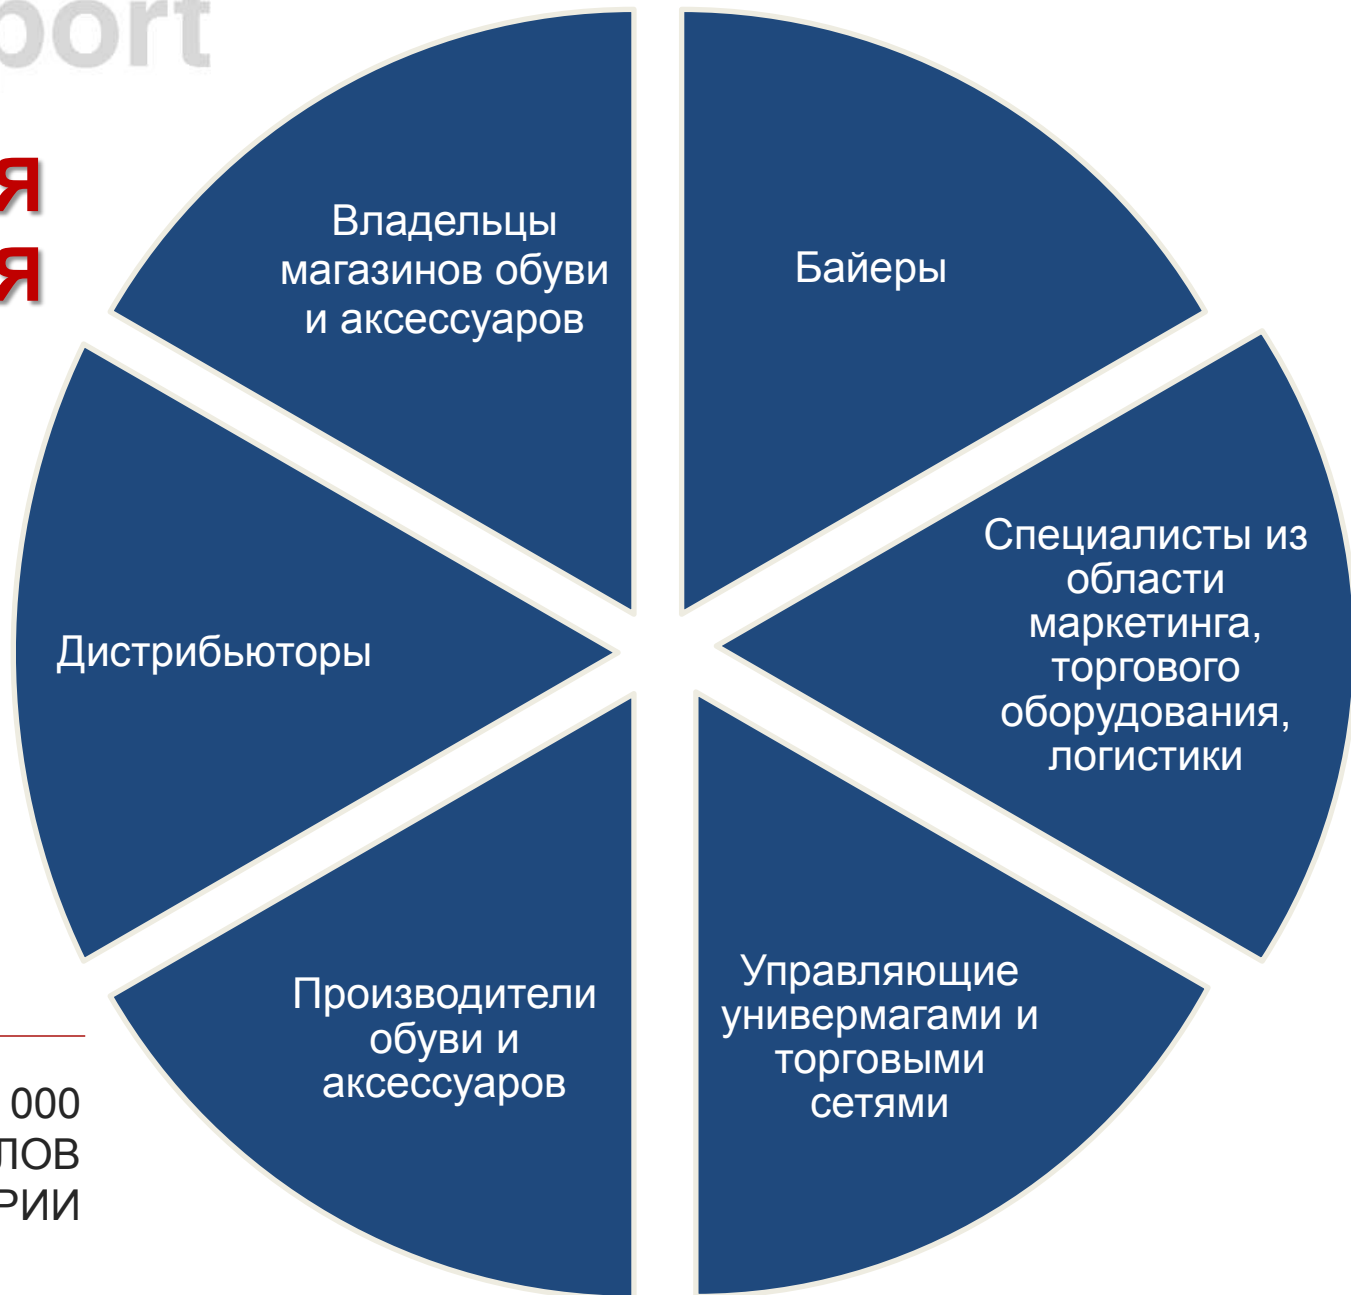 port
Я
Я
Владельцы
магазинов обуви
и аксессуаров
Байеры
Специалисты из
области
маркетинга,
торгового
оборудования,
логистики
Дистрибьюторы
Производители
обуви и
аксессуаров
Управляющие
универмагами и
торговыми
сетями
000
ЛОВ
РИИ